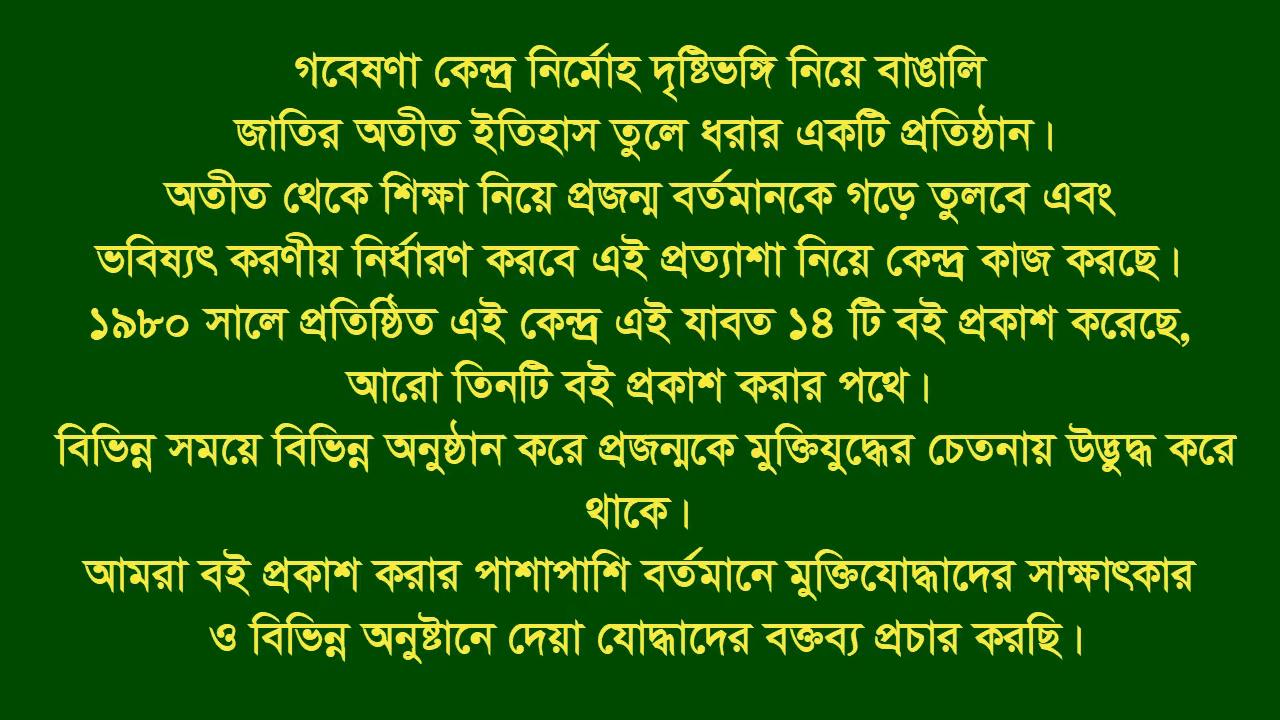 গবেষণা কেন্দ্র নির্মোহ দৃষ্টিভঙ্গি নিয়ে বাঙালি
জাতির অতীত ইতিহাস তুলে ধরার একটি প্রতিষ্ঠান।
অতীত থেকে শিক্ষা নিয়ে প্রজন্ম বর্তমানকে গড়ে তুলবে এবং
ভবিষ্যৎ করণীয় নির্ধারণ করবে এই প্রত্যাশা নিয়ে কেন্দ্র কাজ করছে।
১৯৮০ সালে প্রতিষ্ঠিত এই কেন্দ্র এই যাবত ১৪ টি বই প্রকাশ করেছে,
আরো তিনটি বই প্রকাশ করার পথে।
বিভিন্ন সময়ে বিভিন্ন অনুষ্ঠান করে প্রজন্মকে মুক্তিযুদ্ধের চেতনায় উদ্ভুদ্ধ করে
থাকে।
আমরা বই প্রকাশ করার পাশাপাশি বর্তমানে মুক্তিযোদ্ধাদের সাক্ষাৎকার
ও বিভিন্ন অনুষ্টানে দেয়া যোদ্ধাদের বক্তব্য প্রচার করছি।